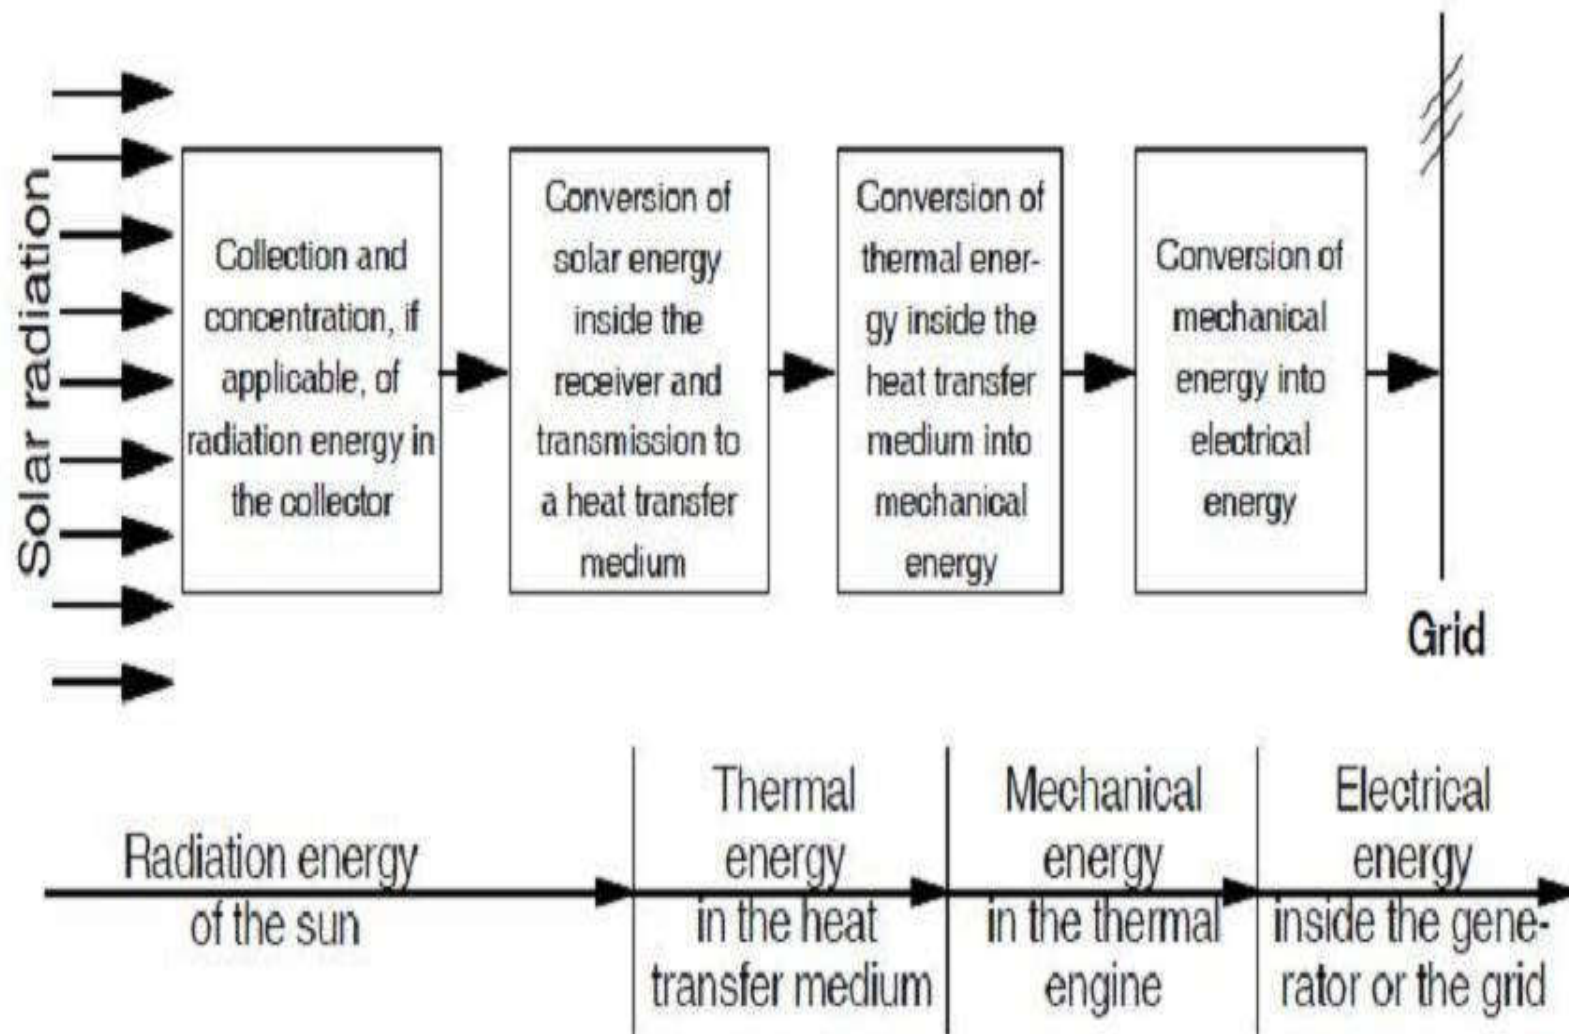 Solar radiation
Collection and
concentration, if
applicable, of
radiation energy in
the collector
Conversion of
solar energy
inside the
receiver and
transmission to
a heat transfer
medium
Conversion of
thermal ener-
gy inside the
heat transfer
medium into
mechanical
energy
Conversion of
mechanical
energy into
electrical
energy
Grid
Radiation energy
of the sun
Thermal
energy
in the heat
transfer medium
Mechanical
energy
in the thermal
engine
Electrical
energy
inside the gene-
rator or the grid